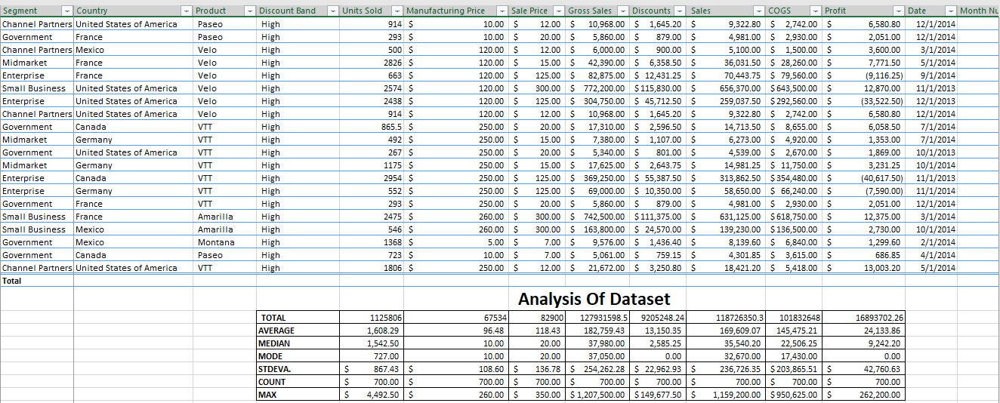 Segment Country Product Discount Band Units Sold Manufacturing Price Sale Price Gross Sales Discounts Sales COGS Profit Date Month Nu
Channel Partners United States of America Paseo High 914 $ 10.00 $ 12.00 $ 10,968.00 $ 1,645.20 $ 9,322.80 $ 2,742.00 $ 6,580.80 12/1/2014
Government France Paseo High 293 $ 10.00 $ 20.00 $ 5,860.00 $ 879.00 $ 4,981.00 $ 2,930.00 $ 2,051.00 12/1/2014
Channel Partners Mexico Velo High 500 $ 120.00 $ 12.00 $ 6,000.00 $ 900.00 $ 5,100.00 $ 1,500.00 $ 3,600.00 3/1/2014
Midmarket France Velo High 2826 $ 120.00 $ 15.00 $ 42,390.00 $ 6,358.50 $ 36,031.50 $ 28,260.00 $ 7,771.50 5/1/2014
Enterprise France Velo High 663 $ 120.00 $ 125.00 $ 82,875.00 $ 12,431.25 $ 70,443.75 $ 79,560.00 $ (9,116.25) 9/1/2014
Small Business United States of America Velo High 2574 $ 120.00 $ 300.00 $ 772,200.00 $ 115,830.00 $ 656,370.00 $ 643,500.00 $ 12,870.00 11/1/2013
Enterprise United States of America Velo High 2438 $ 120.00 $ 125.00 $ 304,750.00 $ 45,712.50 $ 259,037.50 $ 292,560.00 $ (33,522.50) 12/1/2013
Channel Partners United States of America Velo High 914 $ 120.00 $ 12.00 $ 10,968.00 $ 1,645.20 $ 9,322.80 $ 2,742.00 $ 6,580.80 12/1/2014
Government Canada VTT High 865.5 $ 250.00 $ 20.00 $ 17,310.00 $ 2,596.50 $ 14,713.50 $ 8,655.00 $ 6,058.50 7/1/2014
Midmarket Germany VTT High 492 $ 250.00 $ 15.00 $ 7,380.00 $ 1,107.00 $ 6,273.00 $ 4,920.00 $ 1,353.00 7/1/2014
Government United States of America VTT High 267 $ 250.00 $ 20.00 $ 5,340.00 $ 801.00 $ 4,539.00 $ 2,670.00 $ 1,869.00 10/1/2013
Midmarket Germany VTT High 1175 $ 250.00 $ 15.00 $ 17,625.00 $ 2,643.75 $ 14,981.25 $ 11,750.00 $ 3,231.25 10/1/2014
Enterprise Canada VTT High 2954 $ 250.00 $ 125.00 $ 369,250.00 $ 55,387.50 $ 313,862.50 $ 354,480.00 $ (40,617.50) 11/1/2013
Enterprise Germany VTT High 552 $ 250.00 $ 125.00 $ 69,000.00 $ 10,350.00 $ 58,650.00 $ 66,240.00 $ (7,590.00) 11/1/2014
Government France VTT High 293 $ 250.00 $ 20.00 $ 5,860.00 $ 879.00 $ 4,981.00 $ 2,930.00 $ 2,051.00 12/1/2014
Small Business France Amarilla High 2475 $ 260.00 $ 300.00 $ 742,500.00 $ 111,375.00 $ 631,125.00 $ 618,750.00 $ 12,375.00 3/1/2014
Small Business Mexico Amarilla High 546 $ 260.00 $ 300.00 $ 163,800.00 $ 24,570.00 $ 139,230.00 $ 136,500.00 $ 2,730.00 10/1/2014
Government Mexico Montana High 1368 $ 5.00 $ 7.00 $ 9,576.00 $ 1,436.40 $ 8,139.60 $ 6,840.00 $ 1,299.60 2/1/2014
Government Canada Paseo High 723 $ 10.00 $ 7.00 $ 5,061.00 $ 759.15 $ 4,301.85 $ 3,615.00 $ 686.85 4/1/2014
Channel Partners United States of America VTT High 1806 $ 250.00 $ 12.00 $ 21,672.00 $ 3,250.80 $ 18,421.20 $ 5,418.00 $ 13,003.20 5/1/2014
Total
Analysis Of Dataset
TOTAL 1125806 67534 82900 127931598.5 9205248.24 118726350.3 101832648 16893702.26
AVERAGE 1,608.29 96.48 118.43 182,759.43 13,150.35 169,609.07 145,475.21 24,133.86
MEDIAN 1,542.50 10.00 20.00 37,980.00 2,585.25 35,540.20 22,506.25 9,242.20
MODE 727.00 10.00 20.00 37,050.00 0.00 32,670.00 17,430.00 0.00
STDEVA. $ 867.43 $ 108.60 $ 136.78 $ 254,262.28 $ 22,962.93 $ 236,726.35 $ 203,865.51 $ 42,760.63
COUNT $ 700.00 $ 700.00 $ 700.00 $ 700.00 $ 700.00 $ 700.00 $ 700.00 $ 700.00
MAX $ 4,492.50 $ 260.00 $ 350.00 $ 1,207,500.00 $ 149,677.50 $ 1,159,200.00 $ 950,625.00 $ 262,200.00